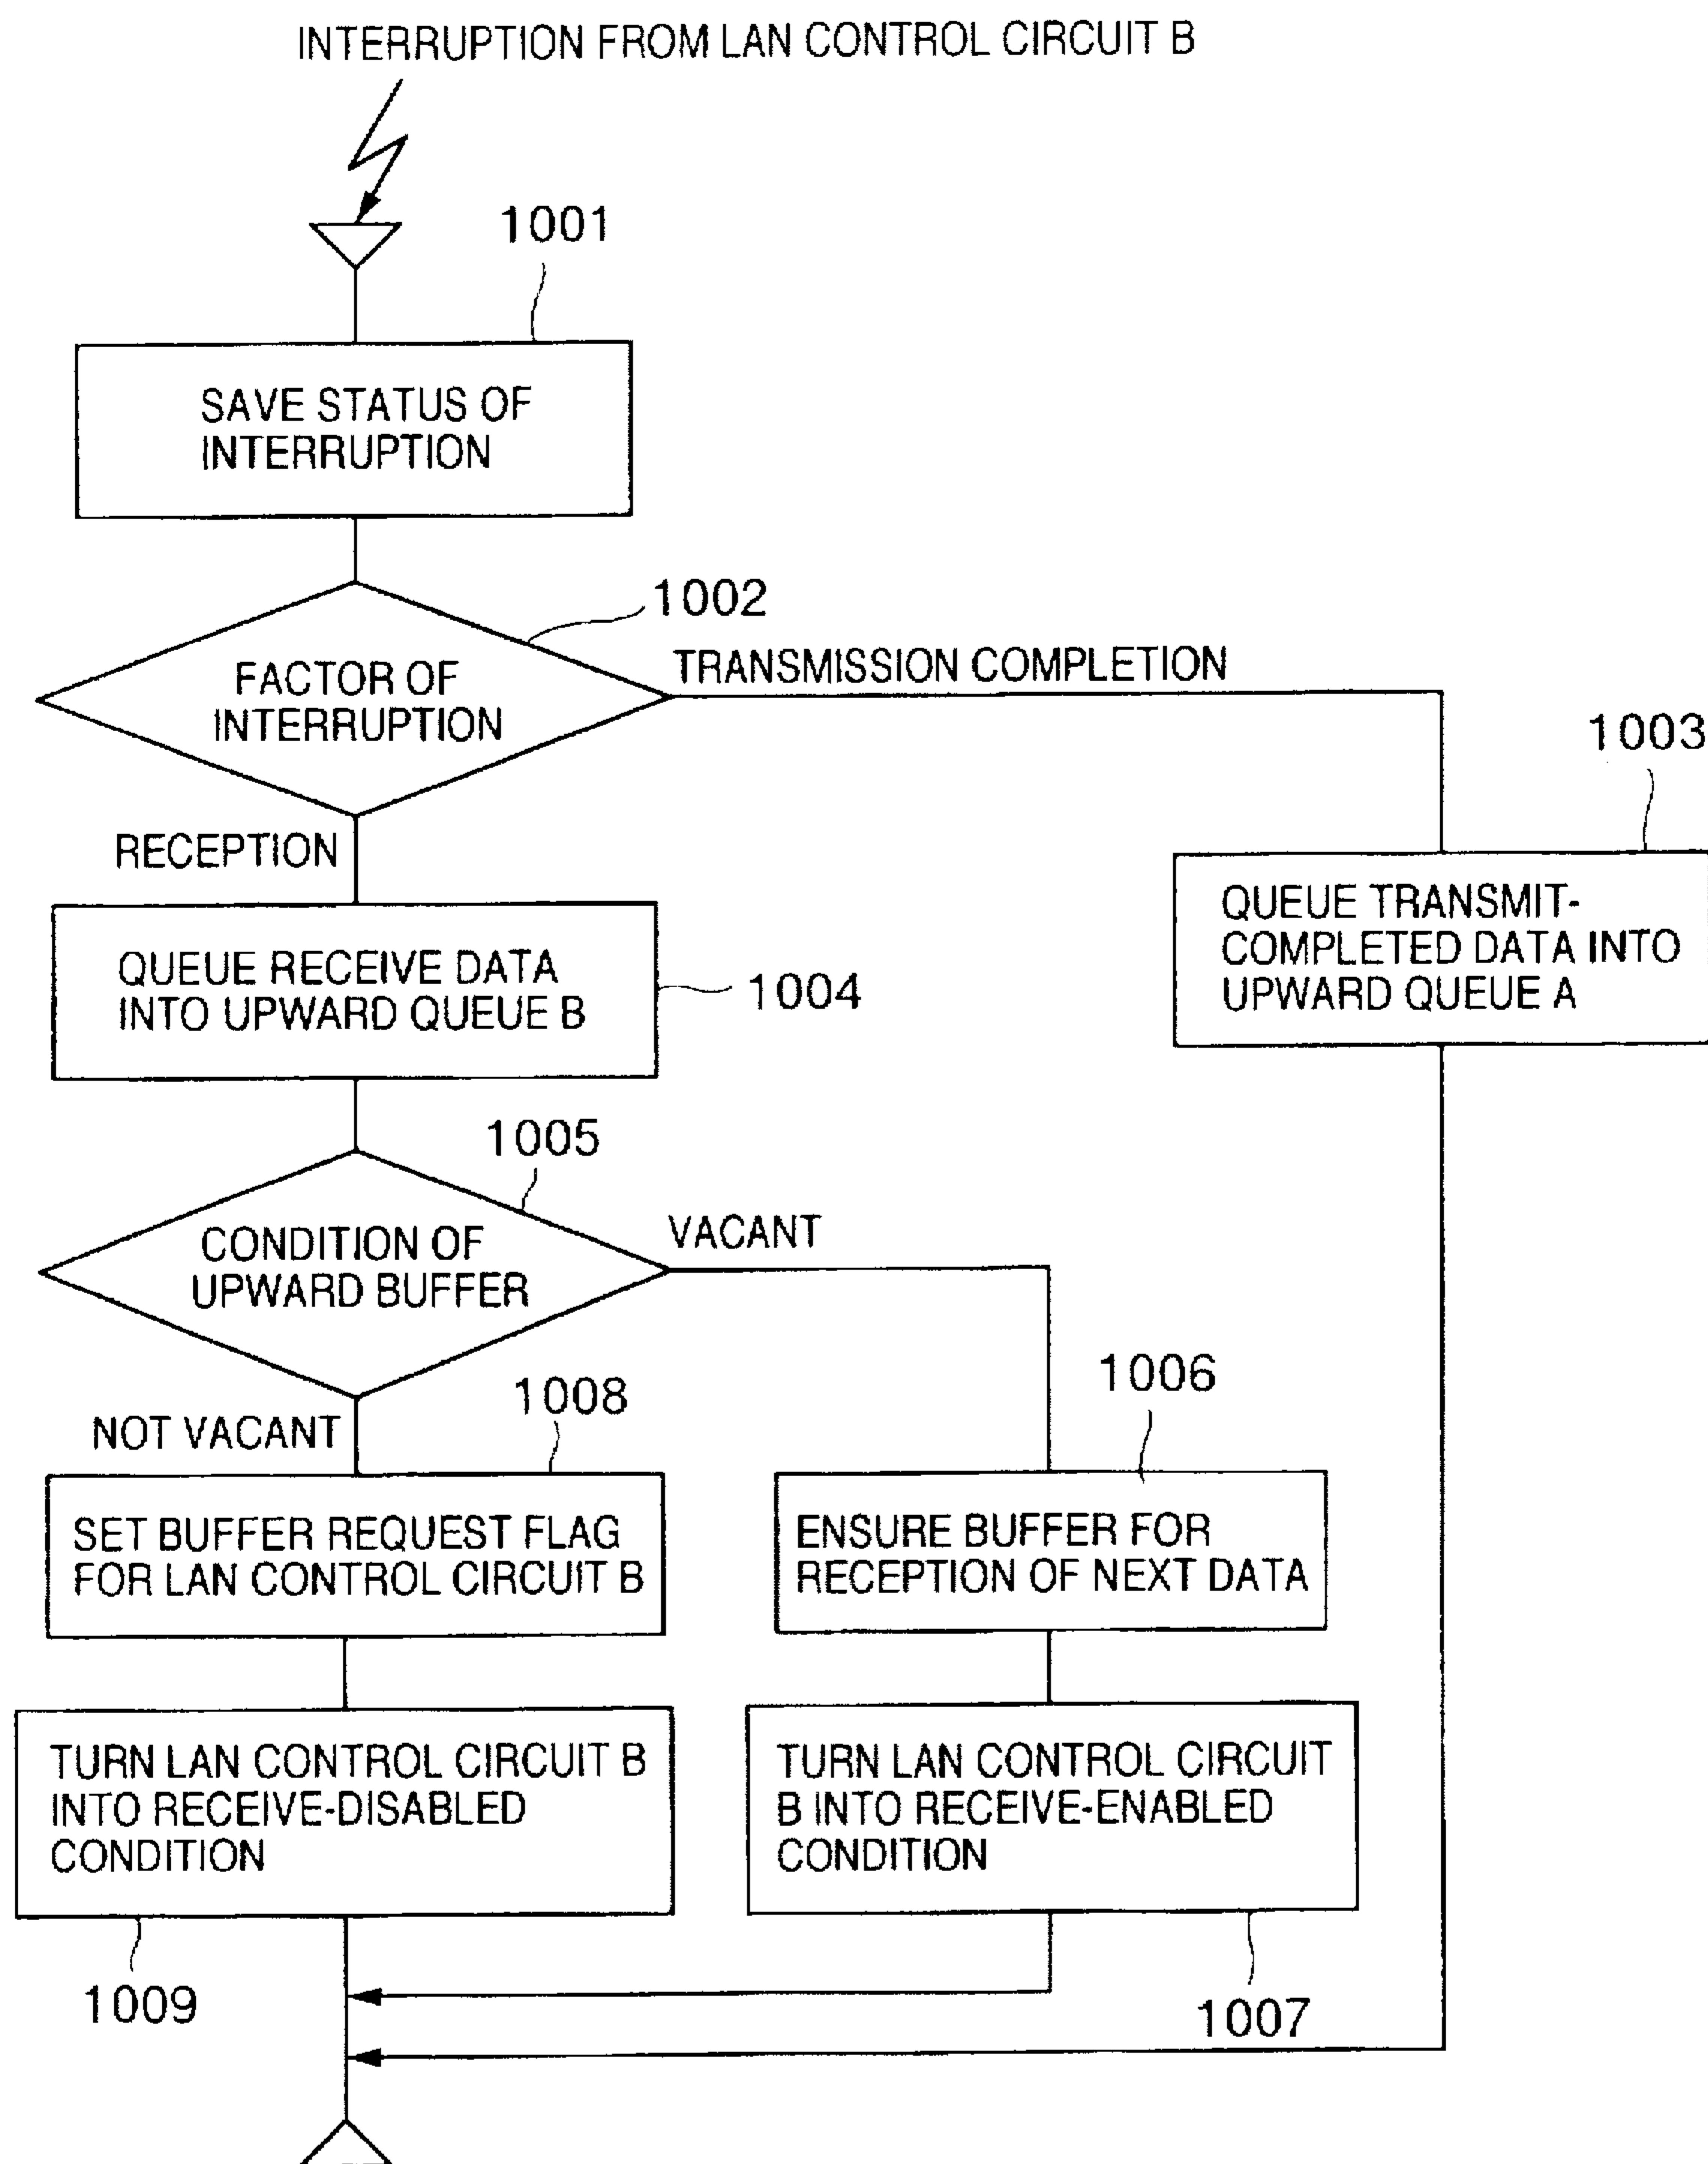 INTERRUPTION FROM LAN CONTROL CIRCUIT B
1001
SAVE STATUS OF
INTERRUPTION
1002
FACTOR OF
INTERRUPTION
TRANSMISSION COMPLETION
1003
RECEPTION
QUEUE TRANSMIT-
COMPLETED DATA INTO
UPWARD QUEUE A
QUEUE RECEIVE DATA
INTO UPWARD QUEUE B
1004
1005
CONDITION OF
UPWARD BUFFER
VACANT
1006
1008
NOT VACANT
SET BUFFER REQUEST FLAG
FOR LAN CONTROL CIRCUIT B
ENSURE BUFFER FOR
RECEPTION OF NEXT DATA
TURN LAN CONTROL CIRCUIT B
INTO RECEIVE-DISABLED
CONDITION
TURN LAN CONTROL CIRCUIT
B INTO RECEIVE-ENABLED
CONDITION
1009
1007